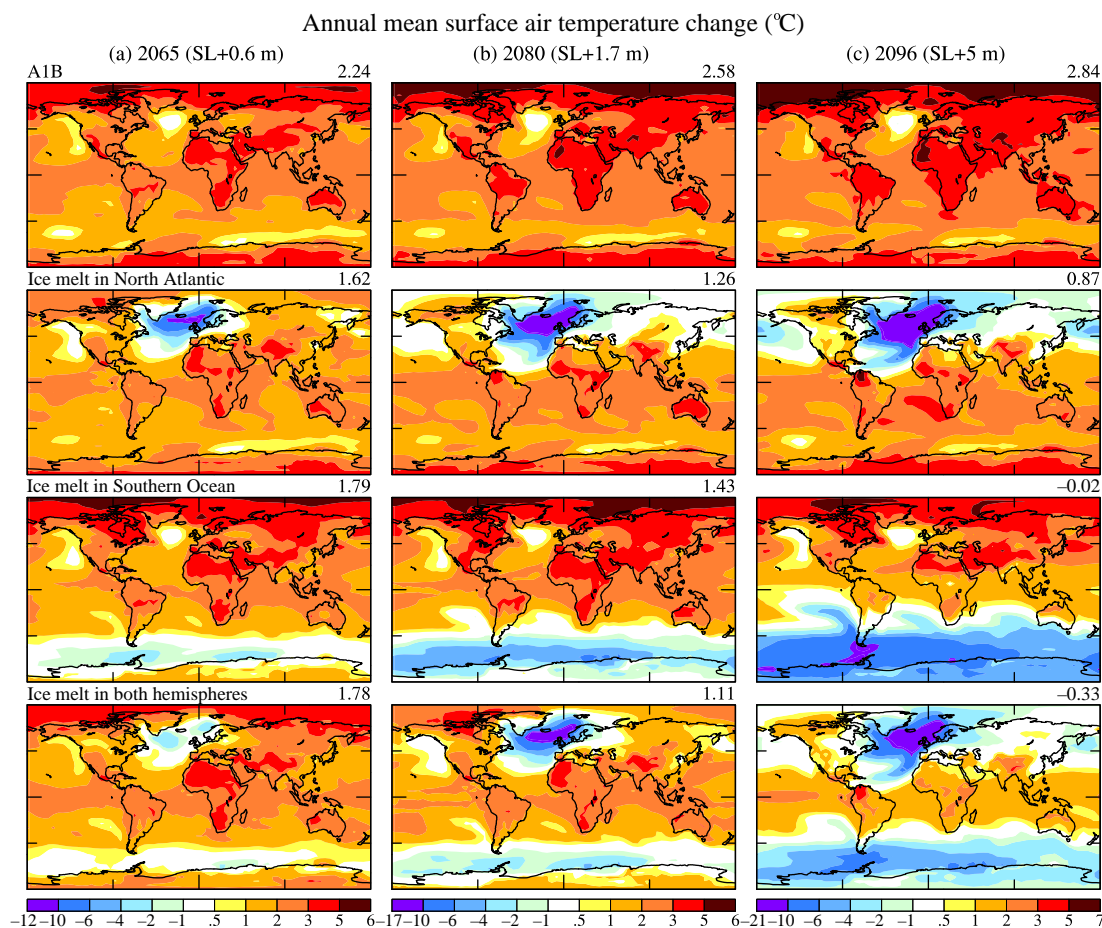 Annual mean surface air temperature change (°C)
(a) 2065 (SL+0.6 m) (b) 2080 (SL+1.7 m) (c) 2096 (SL+5 m)
A1B 2.24 2.58 2.84
Ice melt in North Atlantic 1.62 1.26 0.87
Ice melt in Southern Ocean 1.79 1.43 –0.02
Ice melt in both hemispheres 1.78 1.11 –0.33
–12 –10 –6 –4 –2 –1 .5 1 2 3 5 6 –17 –10 –6 –4 –2 –1 .5 1 2 3 5 6 –21 –10 –6 –4 –2 –1 .5 1 2 3 5 7